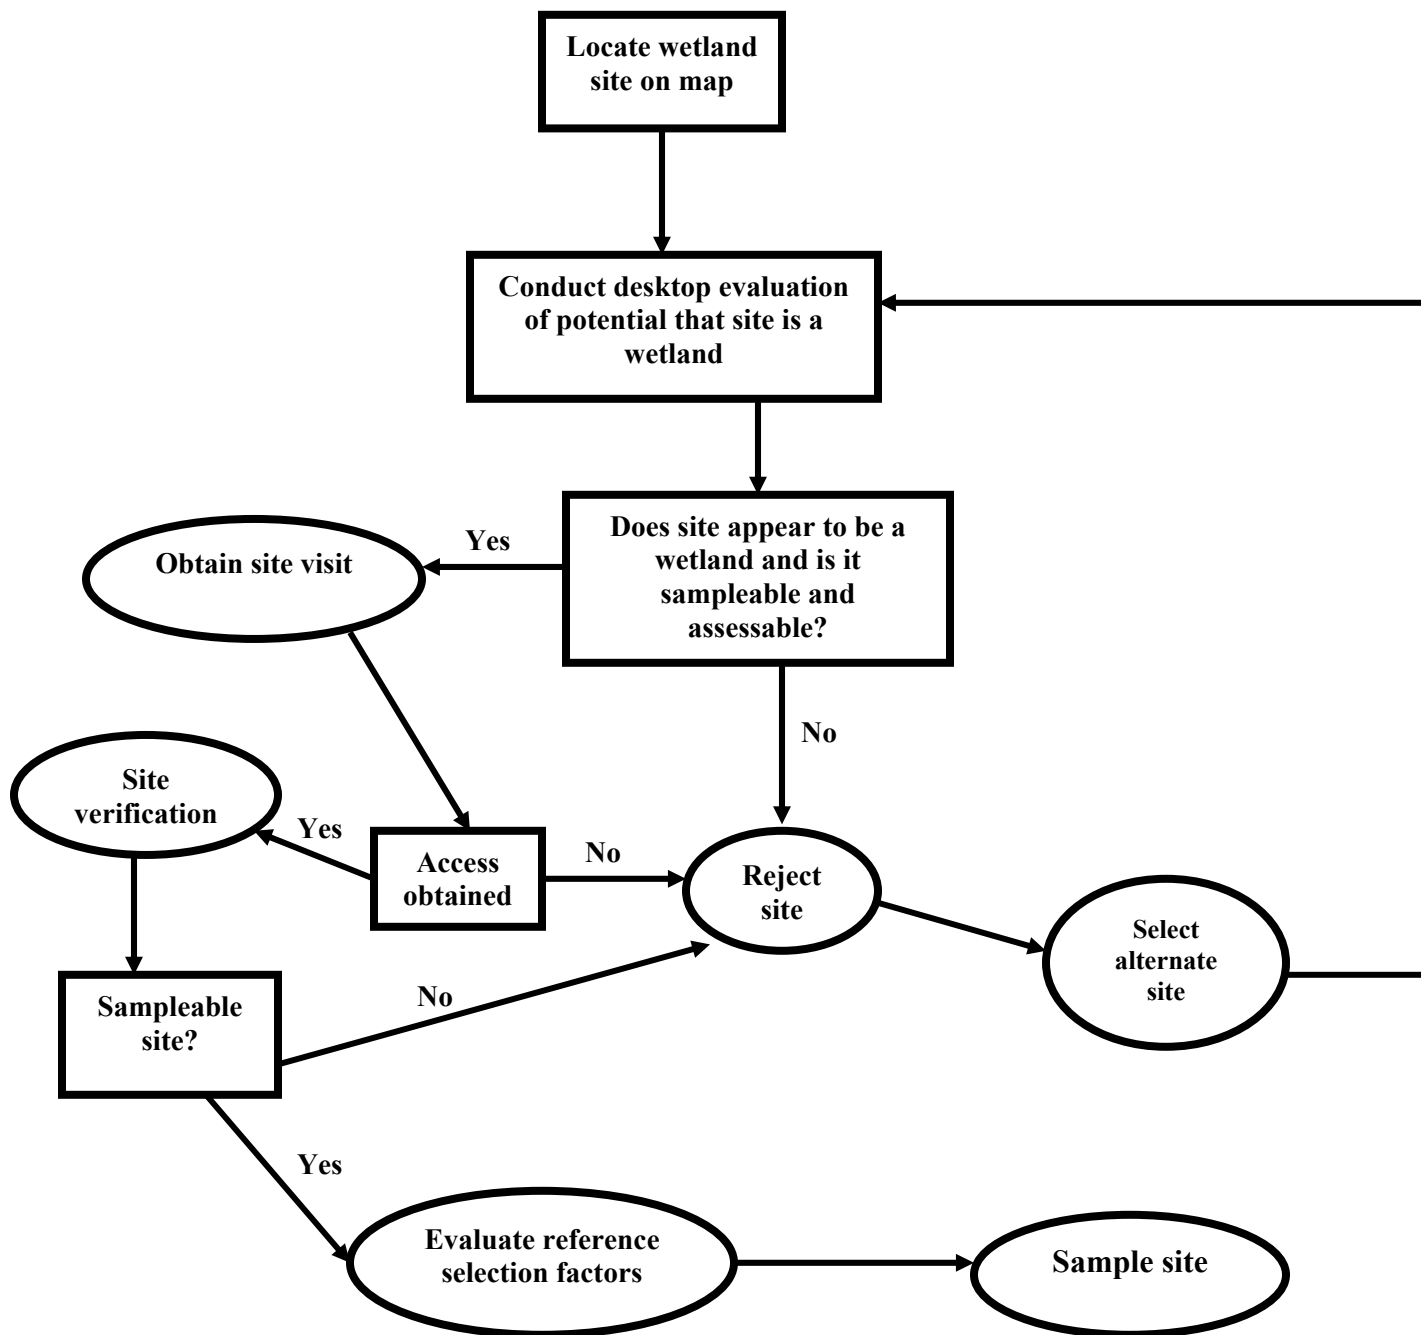 Locate wetland
site on map
Conduct desktop evaluation
of potential that site is a
wetland
Does site appear to be a
wetland and is it
sampleable and
assessable?
Yes
Obtain site visit
No
Site
verification
Yes
Access
obtained
No
Reject
site
Select
alternate
site
Sampleable
site?
No
Yes
Evaluate reference
selection factors
Sample site